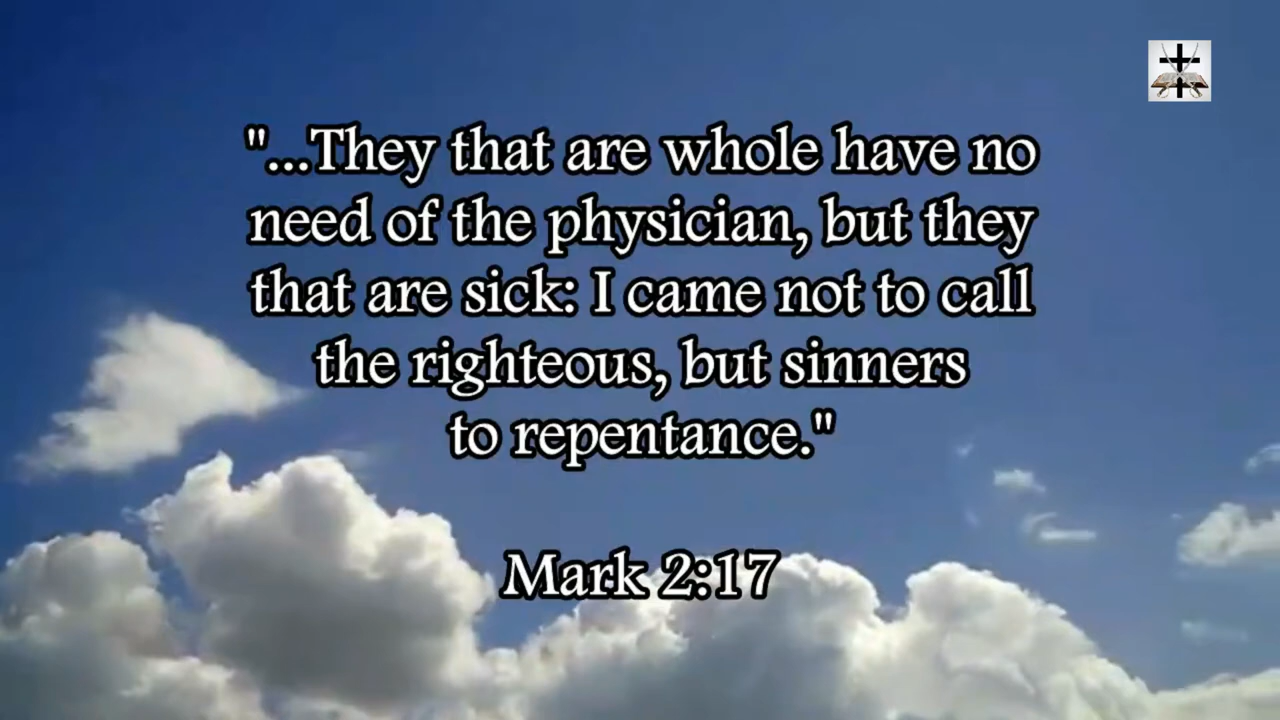 "...They that are whole have no
need of the physician, but they
that are sick: I came not to call
the righteous, but sinners
to repentance."
Mark 2:17